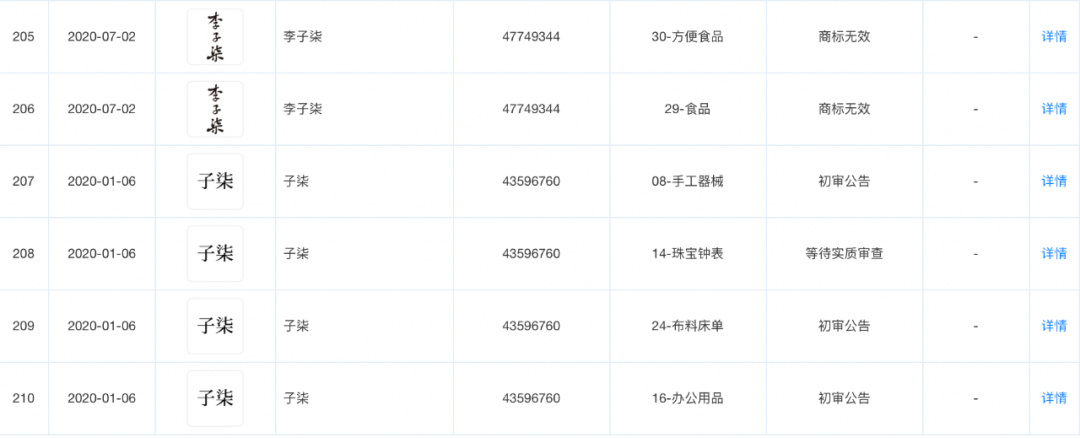 205 2020-07-02 李子柒 李子柒 47749344 30-方便食品 商标无效 - 详情
206 2020-07-02 李子柒 李子柒 47749344 29-食品 商标无效 - 详情
207 2020-01-06 子柒 子柒 43596760 08-手工器械 初审公告 - 详情
208 2020-01-06 子柒 子柒 43596760 14-珠宝钟表 等待实质审查 - 详情
209 2020-01-06 子柒 子柒 43596760 24-布料床单 初审公告 - 详情
210 2020-01-06 子柒 子柒 43596760 16-办公用品 初审公告 - 详情